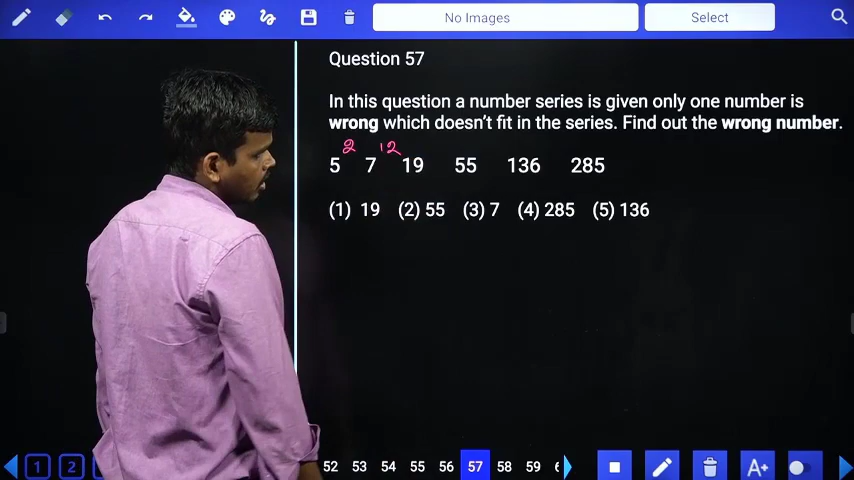 No Images
Select
Question 57
In this question a number series is given only one number is
wrong which doesn't fit in the series. Find out the wrong number.
2 12
5 7 19 55 136 285
(1) 19 (2) 55 (3) 7 (4) 285 (5) 136
1 2 52 53 54 55 56 57 58 59 A+